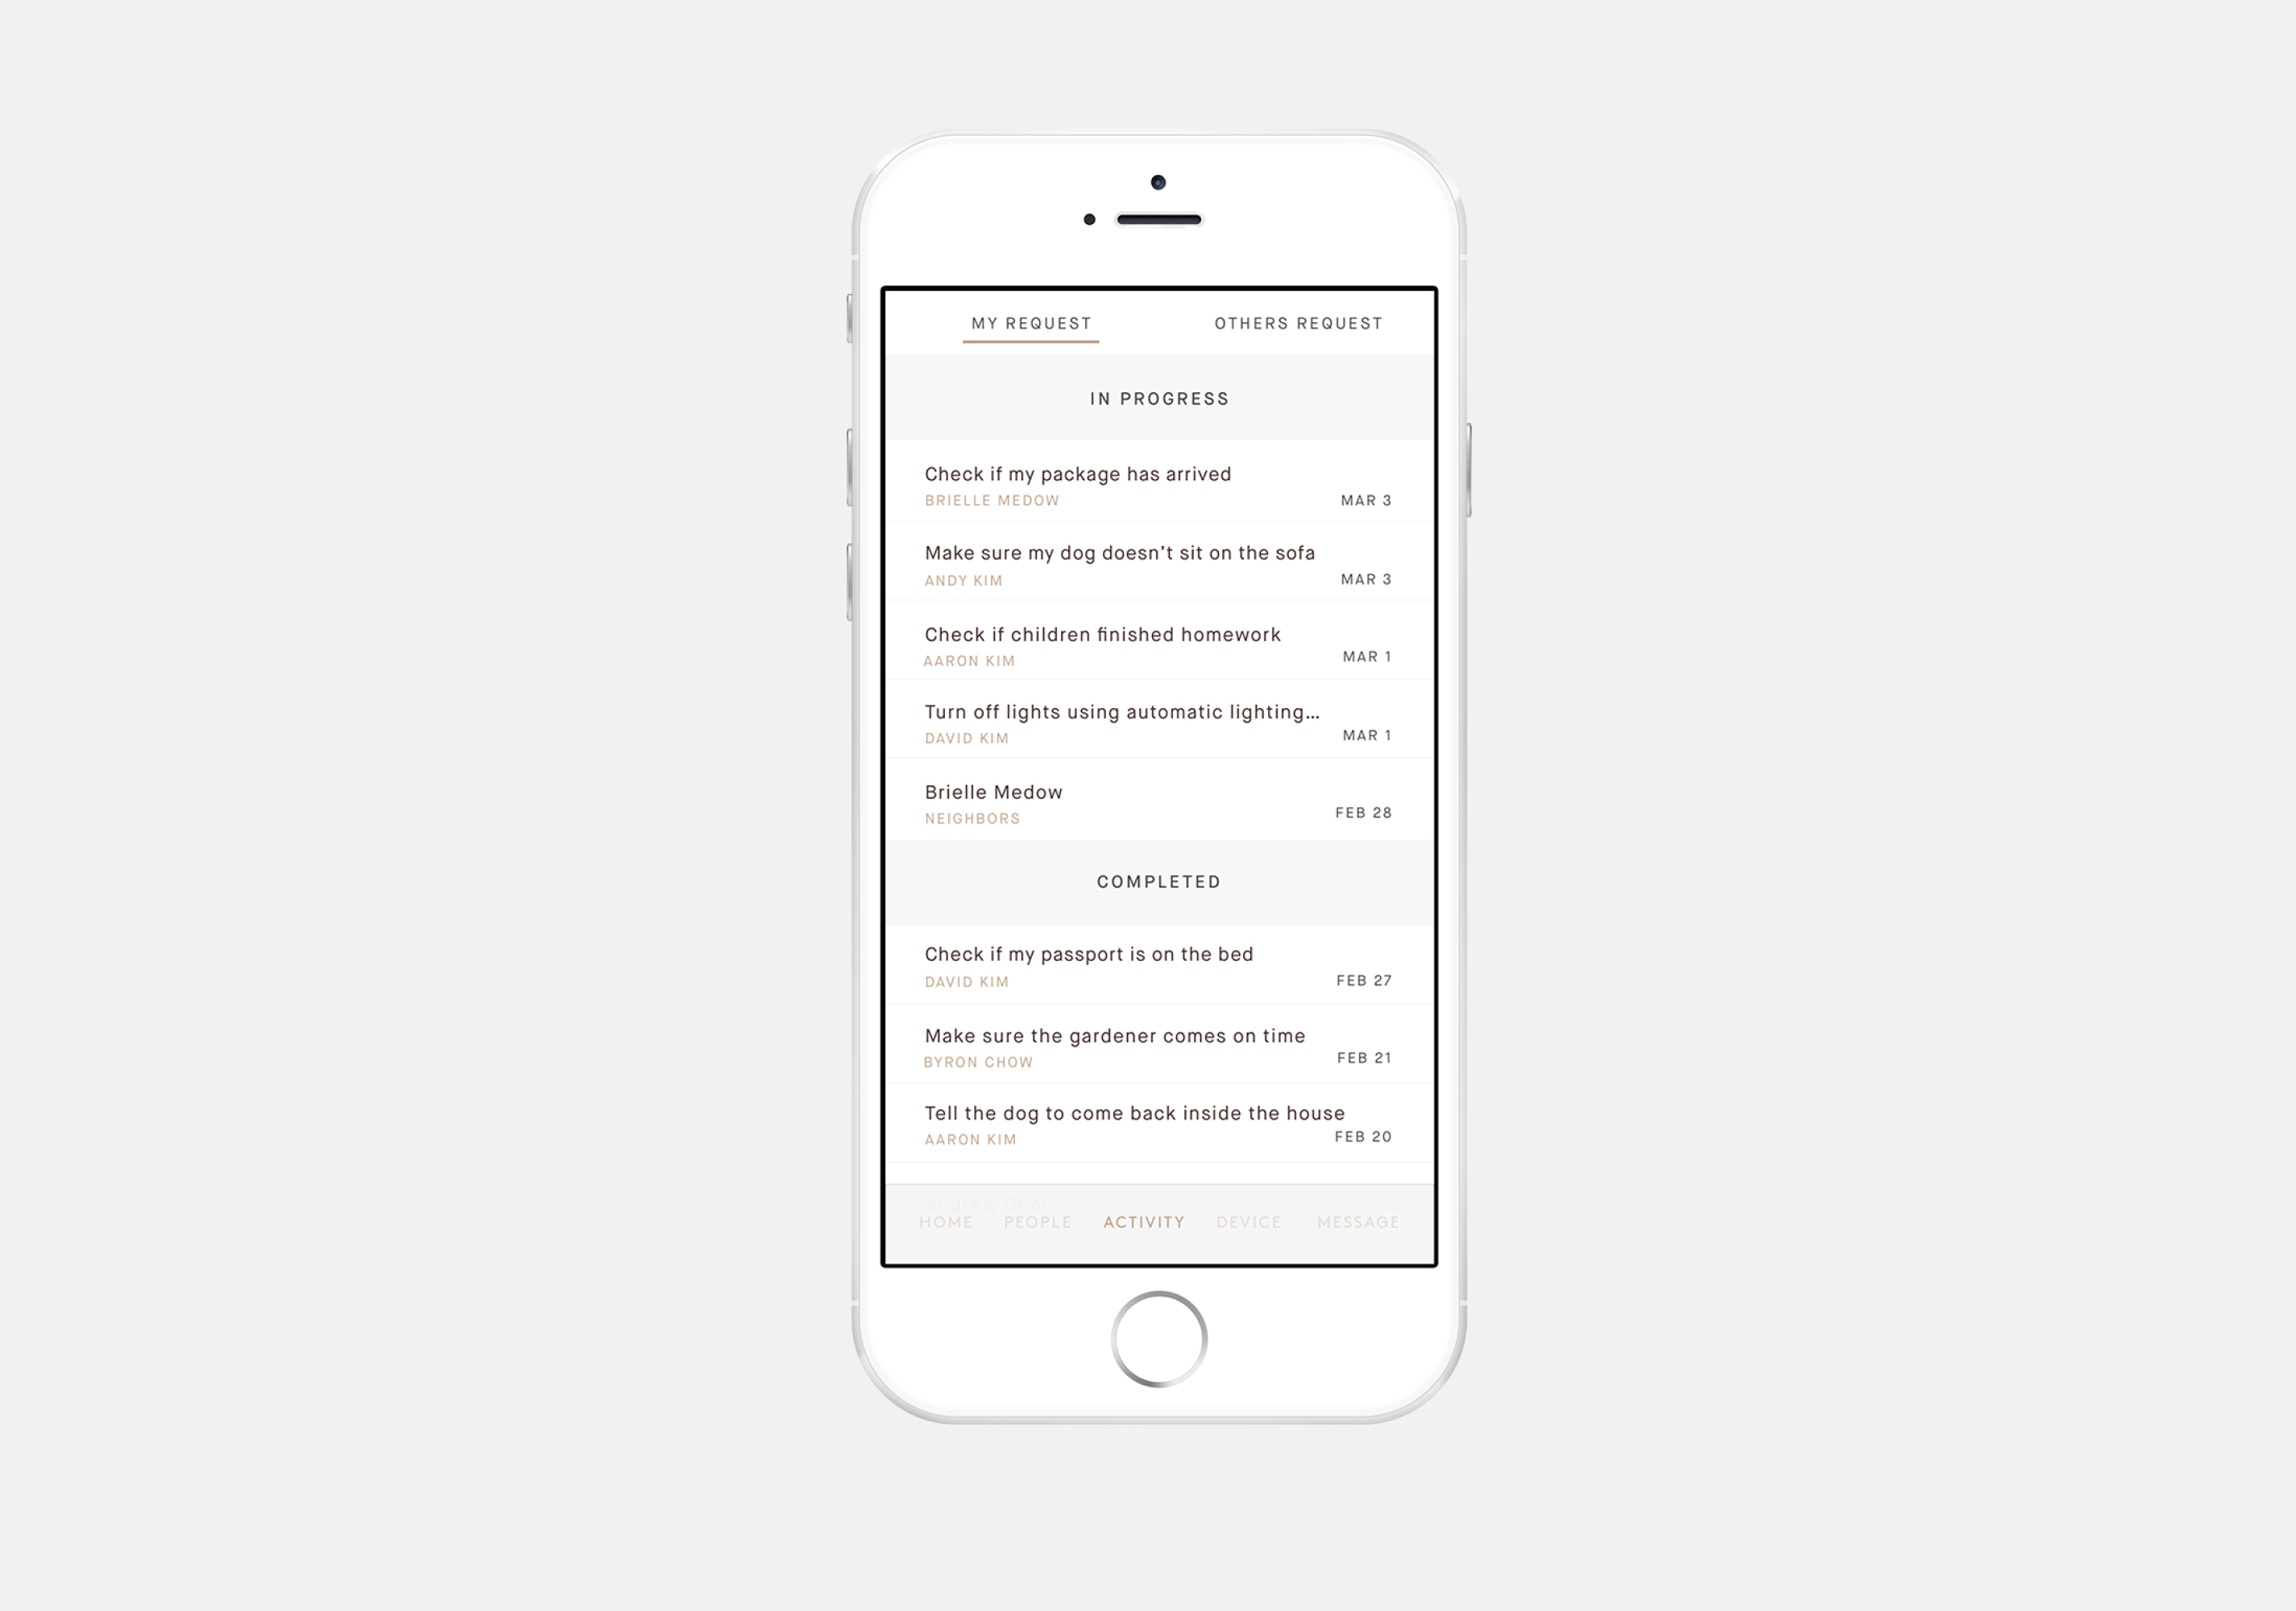 MY REQUEST OTHERS REQUEST
IN PROGRESS
Check if my package has arrived
BRIELLE MEDOW MAR 3
Make sure my dog doesn’t sit on the sofa
ANDY KIM MAR 3
Check if children finished homework
AARON KIM MAR 1
Turn off lights using automatic lighting...
DAVID KIM MAR 1
Brielle Medow
NEIGHBORS FEB 28
COMPLETED
Check if my passport is on the bed
DAVID KIM FEB 27
Make sure the gardener comes on time
BYRON CHOW FEB 21
Tell the dog to come back inside the house
AARON KIM FEB 20
Andrew Choi
HOME PEOPLE ACTIVITY DEVICE MESSAGE